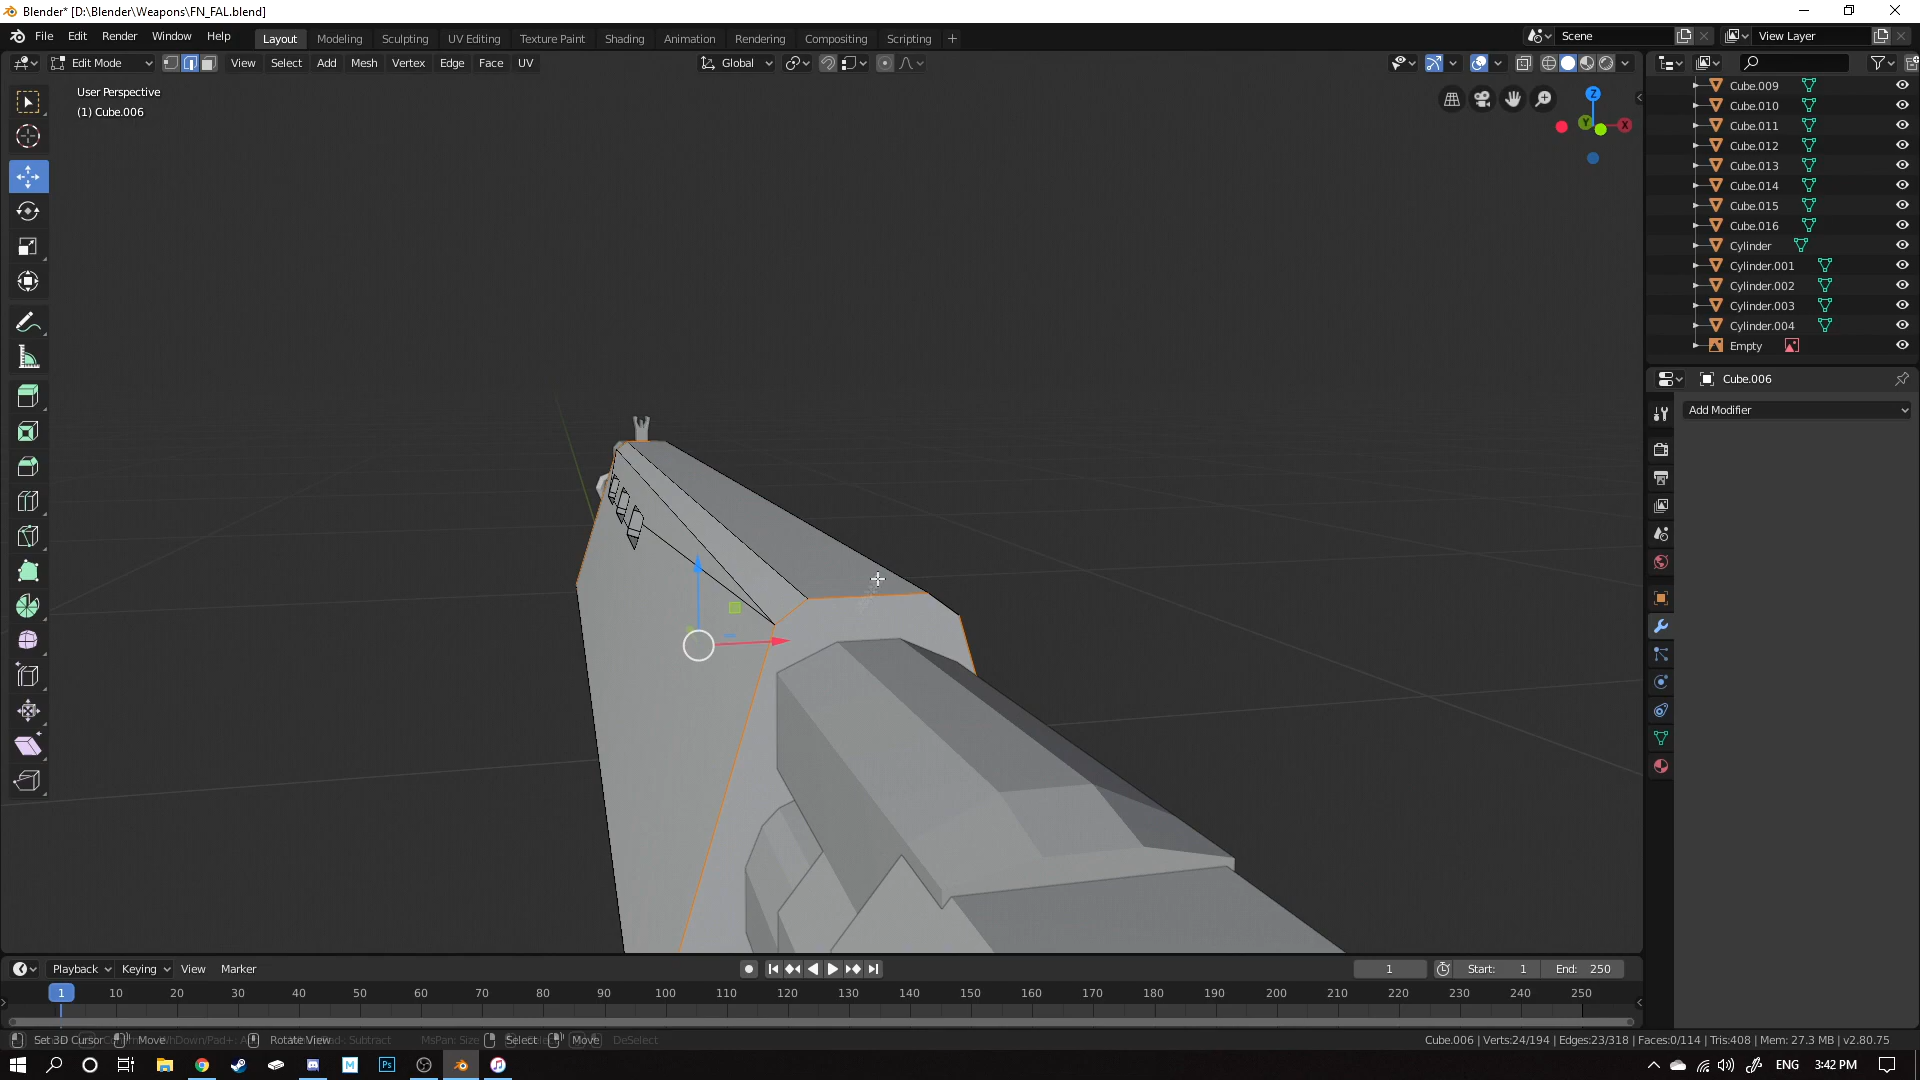 Blender* [D:\Blender\Weapons\FN_FAL.blend]
File Edit Render Window Help Layout Modeling Sculpting UV Editing Texture Paint Shading Animation Rendering Compositing Scripting + Scene View Layer
Edit Mode View Select Add Mesh Vertex Edge Face UV Global
User Perspective
(1) Cube.006
Z
Y
X
Cube.009
Cube.010
Cube.011
Cube.012
Cube.013
Cube.014
Cube.015
Cube.016
Cylinder
Cylinder.001
Cylinder.002
Cylinder.003
Cylinder.004
Empty
Cube.006
Add Modifier
Playback Keying View Marker 1 Start: 1 End: 250
1 10 20 30 40 50 60 70 80 90 100 110 120 130 140 150 160 170 180 190 200 210 220 230 240 250
Set 3D Cursor Move Rotate View Subtract MsPan: Size Select Move DeSelect Cube.006 | Verts:24/194 | Edges:23/318 | Faces:0/114 | Tris:408 | Mem: 27.3 MB | v2.80.75
M Ps ENG 3:42 PM